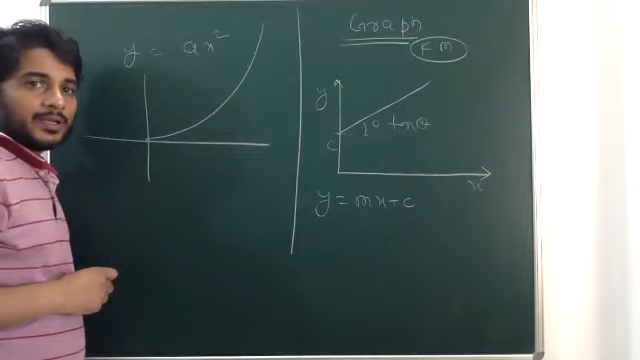 y = ax²
Graph
KM
y
θ tanθ
c
x
y = mx+c